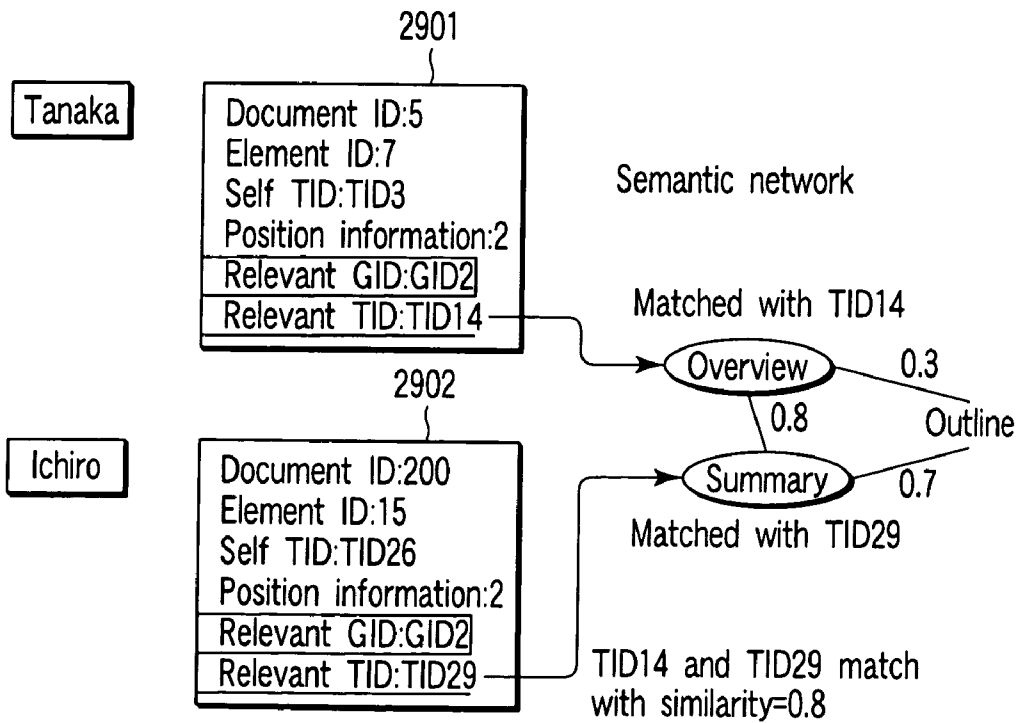 2901
Tanaka
Document ID:5
Element ID:7
Self TID:TID3
Position information:2
Relevant GID:GID2
Relevant TID:TID14
Semantic network
Matched with TID14
Overview
0.3
0.8
Outline
Summary
0.7
Matched with TID29
2902
Ichiro
Document ID:200
Element ID:15
Self TID:TID26
Position information:2
Relevant GID:GID2
Relevant TID:TID29
TID14 and TID29 match
with similarity=0.8